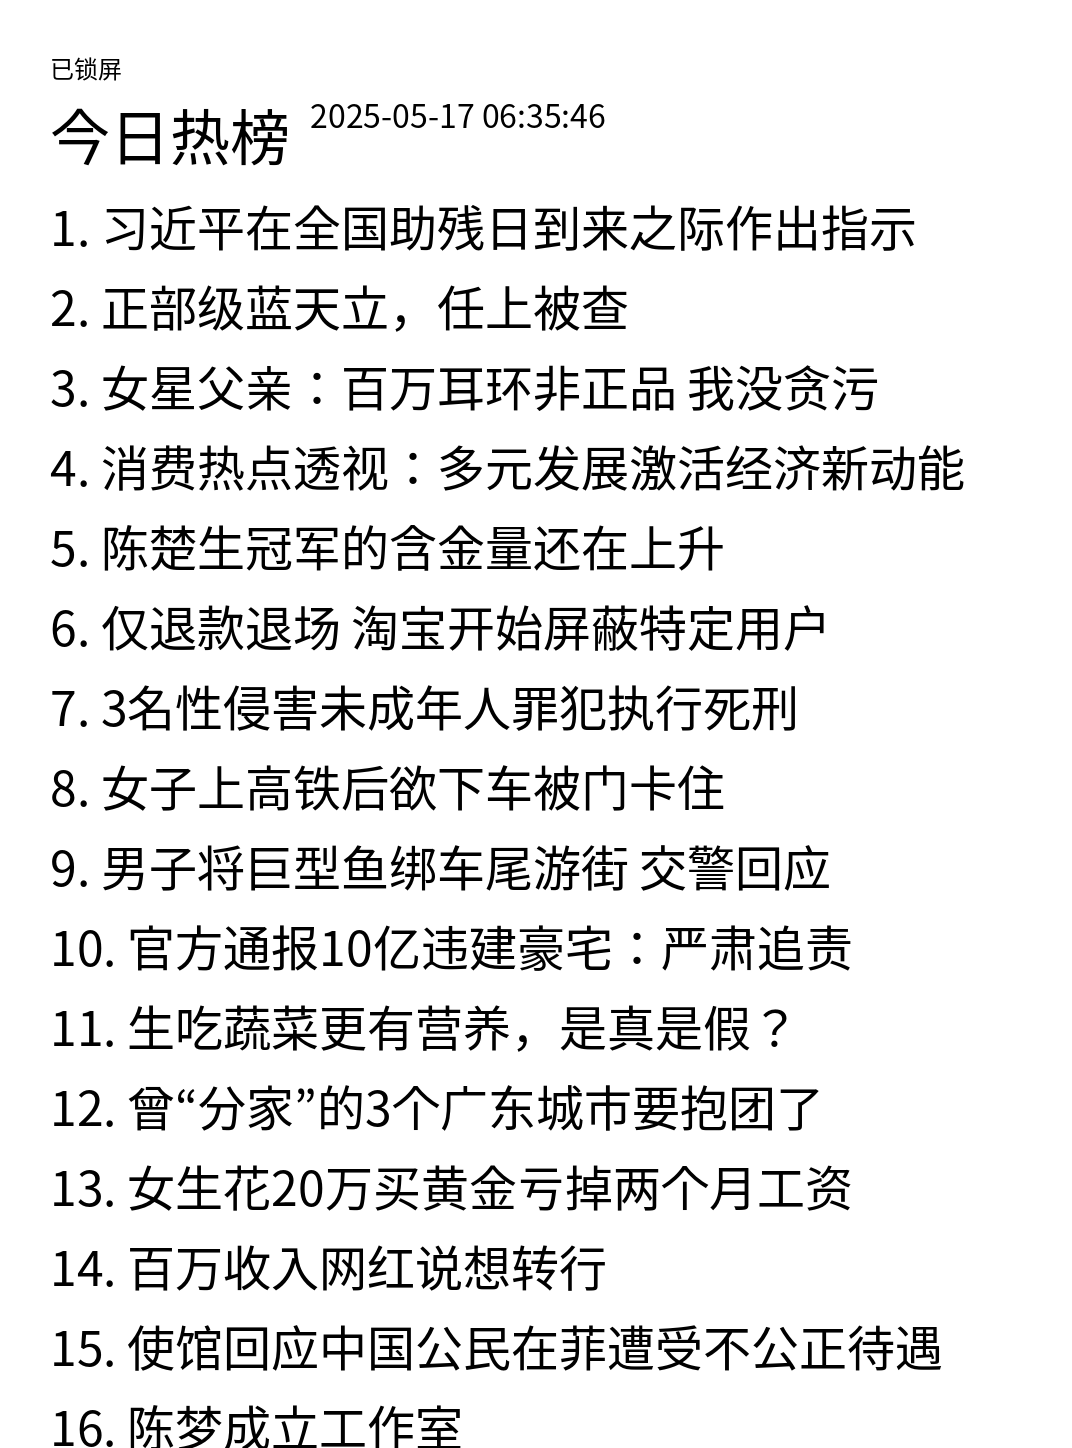 已锁屏
今日热榜 2025-05-17 06:35:46
1. 习近平在全国助残日到来之际作出指示
2. 正部级蓝天立，任上被查
3. 女星父亲：百万耳环非正品 我没贪污
4. 消费热点透视：多元发展激活经济新动能
5. 陈楚生冠军的含金量还在上升
6. 仅退款退场 淘宝开始屏蔽特定用户
7. 3名性侵害未成年人罪犯执行死刑
8. 女子上高铁后欲下车被门卡住
9. 男子将巨型鱼绑车尾游街 交警回应
10. 官方通报10亿违建豪宅：严肃追责
11. 生吃蔬菜更有营养，是真是假？
12. 曾“分家”的3个广东城市要抱团了
13. 女生花20万买黄金亏掉两个月工资
14. 百万收入网红说想转行
15. 使馆回应中国公民在菲遭受不公正待遇
16. 陈梦成立工作室